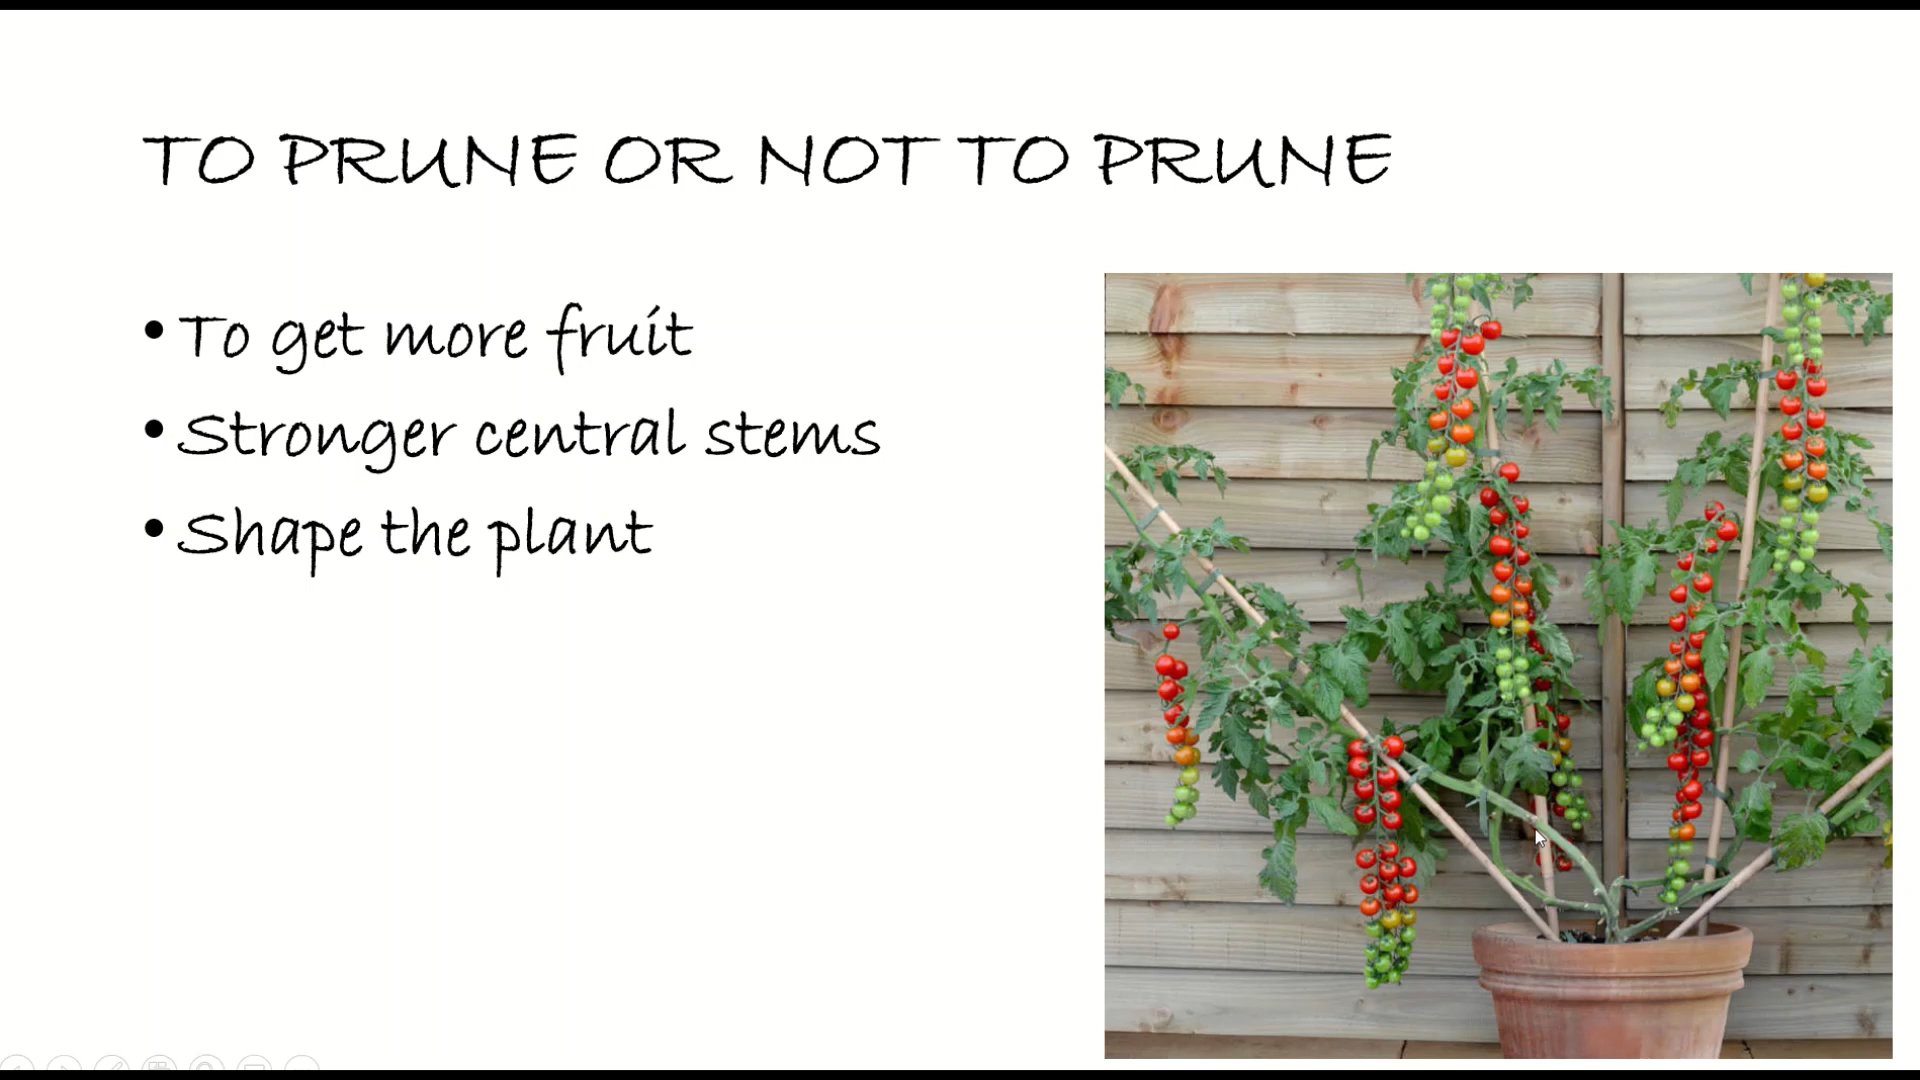 TO PRUNE OR NOT TO PRUNE
• To get more fruit
• Stronger central stems
• Shape the plant